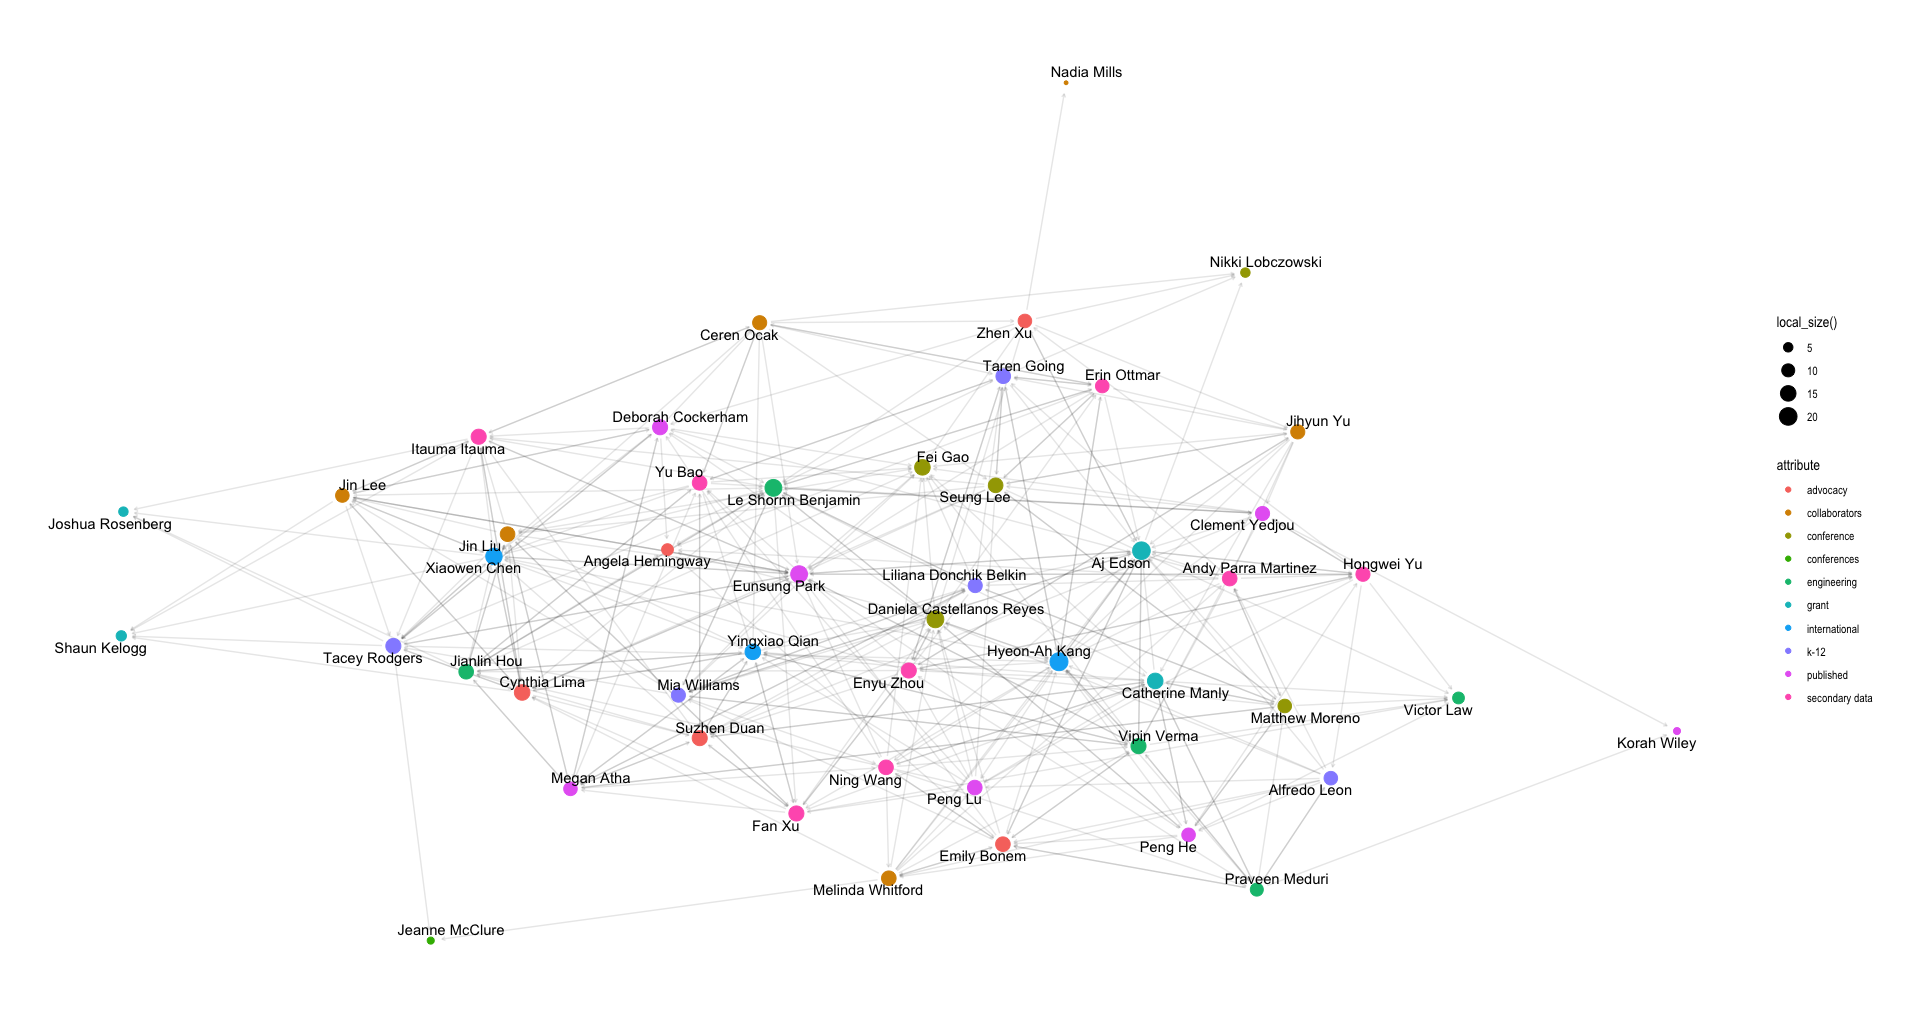 Nadia Mills
Nikki Lobczowski
Ceren Ocak
Zhen Xu
Taren Going
Erin Ottmar
Deborah Cockerham
Jihyun Yu
Itauma Itauma
Fei Gao
Yu Bao
Jin Lee
Seung Lee
Le Shornn Benjamin
Joshua Rosenberg
Clement Yedjou
Jin Liu
Angela Hemingway
Aj Edson
Xiaowen Chen
Andy Parra Martinez
Hongwei Yu
Liliana Donchik Belkin
Eunsung Park
Daniela Castellanos Reyes
Yingxiao Qian
Shaun Kelogg
Hyeon-Ah Kang
Tacey Rodgers
Jianlin Hou
Cynthia Lima
Enyu Zhou
Mia Williams
Catherine Manly
Victor Law
Matthew Moreno
Suzhen Duan
Vipin Verma
Korah Wiley
Megan Atha
Ning Wang
Alfredo Leon
Peng Lu
Fan Xu
Peng He
Emily Bonem
Praveen Meduri
Melinda Whitford
Jeanne McClure
local_size()
5
10
15
20
attribute
advocacy
collaborators
conference
conferences
engineering
grant
international
k-12
published
secondary data